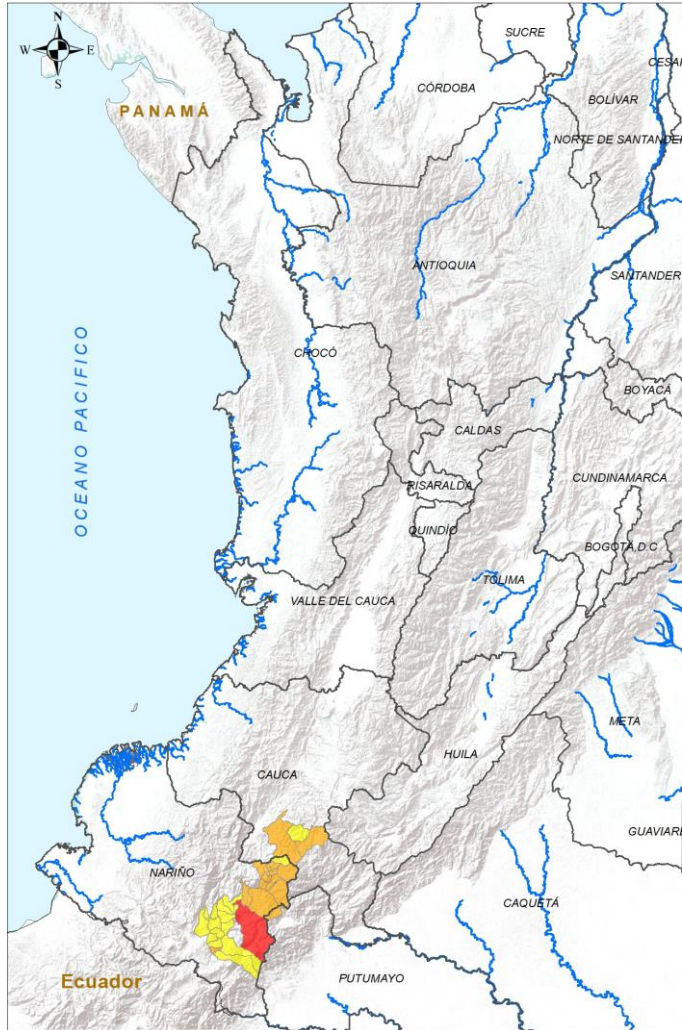 N
W E
S
SUCRE
CESAR
CÓRDOBA
BOLÍVAR
PANAMÁ
NORTE DE SANTANDER
ANTIOQUIA
SANTANDER
OCEANO PACIFICO
CHOCÓ
BOYACÁ
CALDAS
CUNDINAMARCA
RISARALDA
QUINDÍO
BOGOTÁ, D.C
TOLIMA
VALLE DEL CAUCA
META
HUILA
CAUCA
GUAVIARE
NARIÑO
CAQUETÁ
PUTUMAYO
Ecuador